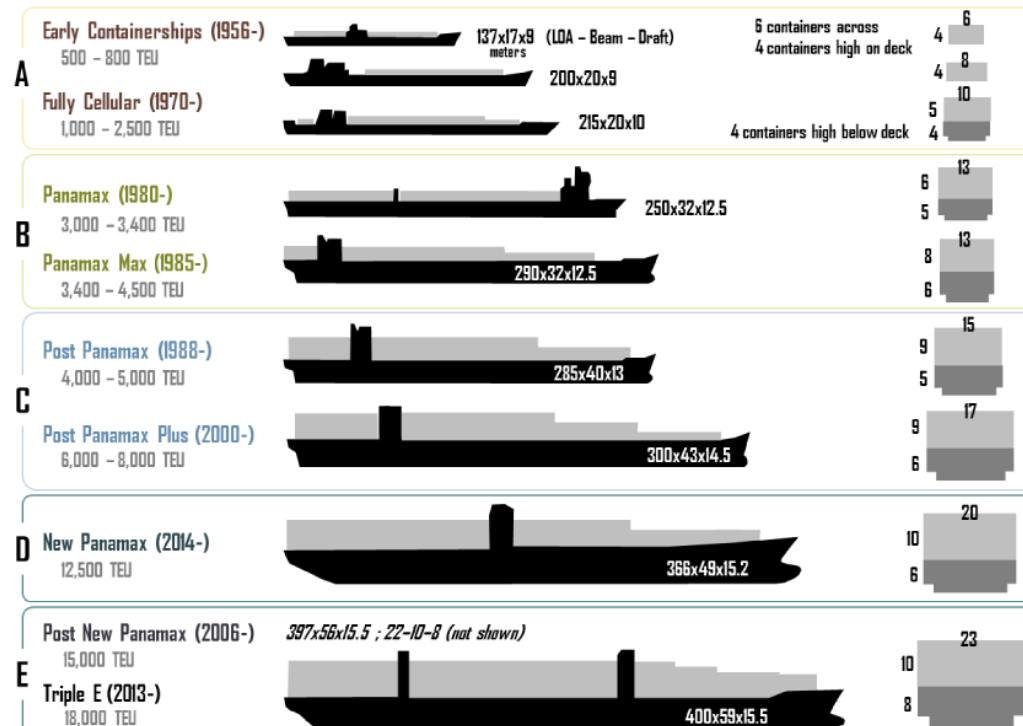 A
Early Containerships (1956-)
500 – 800 TEU
137x17x9 (LOA – Beam – Draft)
meters
200x20x9
6 containers across
4 containers high on deck
6
4
8
4
Fully Cellular (1970-)
1,000 – 2,500 TEU
215x20x10
4 containers high below deck
10
5
4
B
Panamax (1980-)
3,000 – 3,400 TEU
250x32x12.5
13
6
5
Panamax Max (1985-)
3,400 – 4,500 TEU
290x32x12.5
13
8
6
C
Post Panamax (1988-)
4,000 – 5,000 TEU
285x40x13
15
9
5
Post Panamax Plus (2000-)
6,000 – 8,000 TEU
300x43x14.5
17
9
6
D
New Panamax (2014-)
12,500 TEU
366x49x15.2
20
10
6
E
Post New Panamax (2006-)
15,000 TEU
397x56x15.5 ; 22-10-8 (not shown)
Triple E (2013-)
18,000 TEU
400x59x15.5
23
10
8